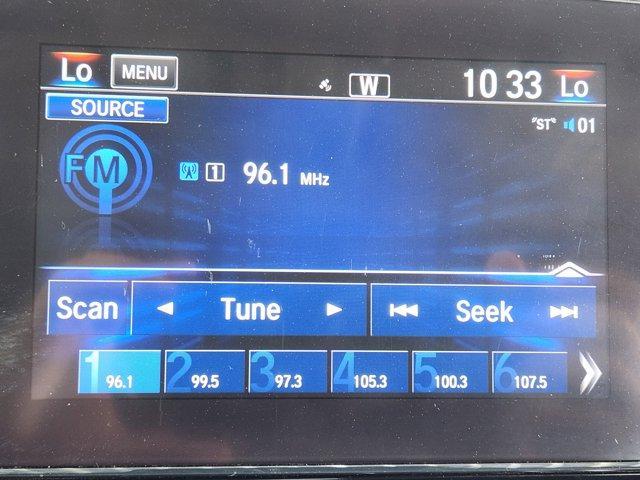 Lo MENU W 10 33 Lo
SOURCE
"ST" 01
FM 1 96.1 MHz
Scan Tune Seek
1 96.1 2 99.5 3 97.3 4 105.3 5 100.3 6 107.5